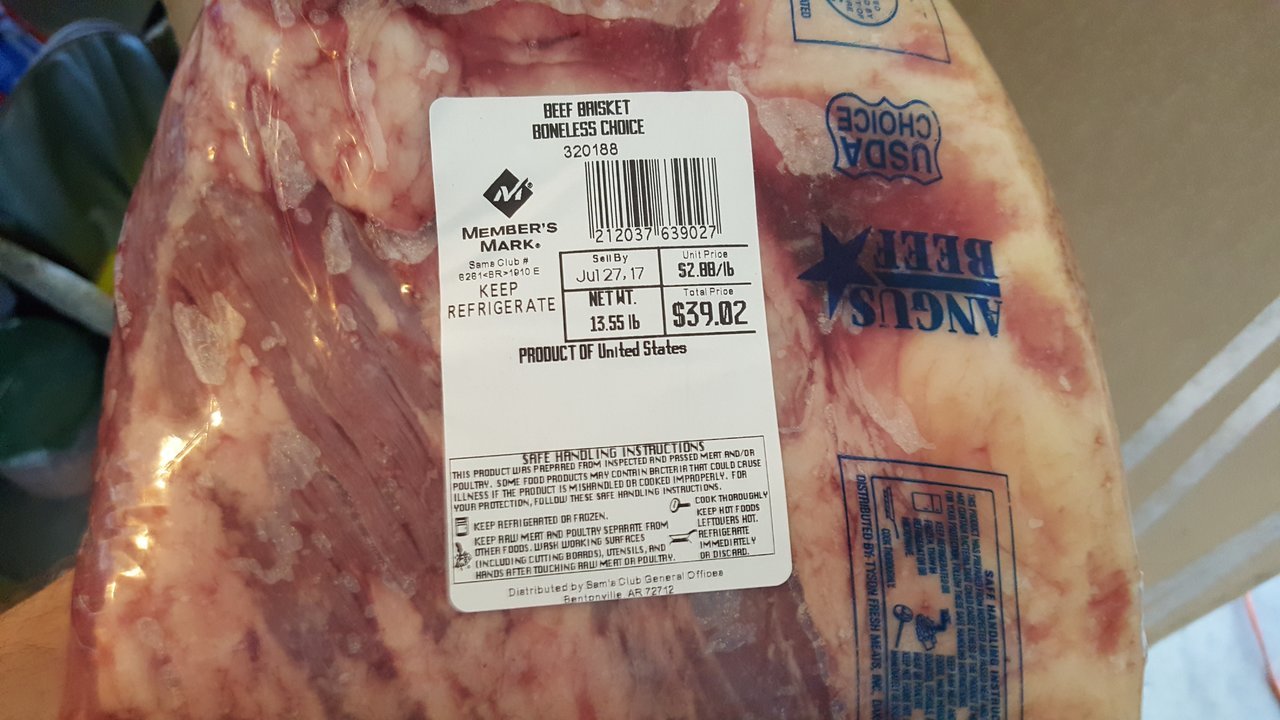 BEEF BRISKET
BONELESS CHOICE
320188
MEMBER'S
MARK®
Sams Club #
6261<BR>1910 E
KEEP
REFRIGERATE
212037 639027
Sell By
Jul 27, 17
Unit Price
$2.88/lb
NET WT.
13.55 lb
Total Price
$39.02
PRODUCT OF United States
SAFE HANDLING INSTRUCTIONS
THIS PRODUCT WAS PREPARED FROM INSPECTED AND PASSED MEAT AND/OR
POULTRY. SOME FOOD PRODUCTS MAY CONTAIN BACTERIA THAT COULD CAUSE
ILLNESS IF THE PRODUCT IS MISHANDLED OR COOKED IMPROPERLY. FOR
YOUR PROTECTION, FOLLOW THESE SAFE HANDLING INSTRUCTIONS.
KEEP REFRIGERATED OR FROZEN.
KEEP RAW MEAT AND POULTRY SEPARATE FROM
OTHER FOODS. WASH WORKING SURFACES
(INCLUDING CUTTING BOARDS), UTENSILS, AND
HANDS AFTER TOUCHING RAW MEAT OR POULTRY.
COOK THOROUGHLY
KEEP HOT FOODS
LEFTOVERS HOT.
REFRIGERATE
IMMEDIATELY
OR DISCARD.
Distributed by Sam's Club General Offices
Bentonville, AR 72712
USDA
CHOICE
ANGUS
BEEF
SAFE HANDLING
DISTRIBUTED BY: TYSON FRESH MEATS, INC.